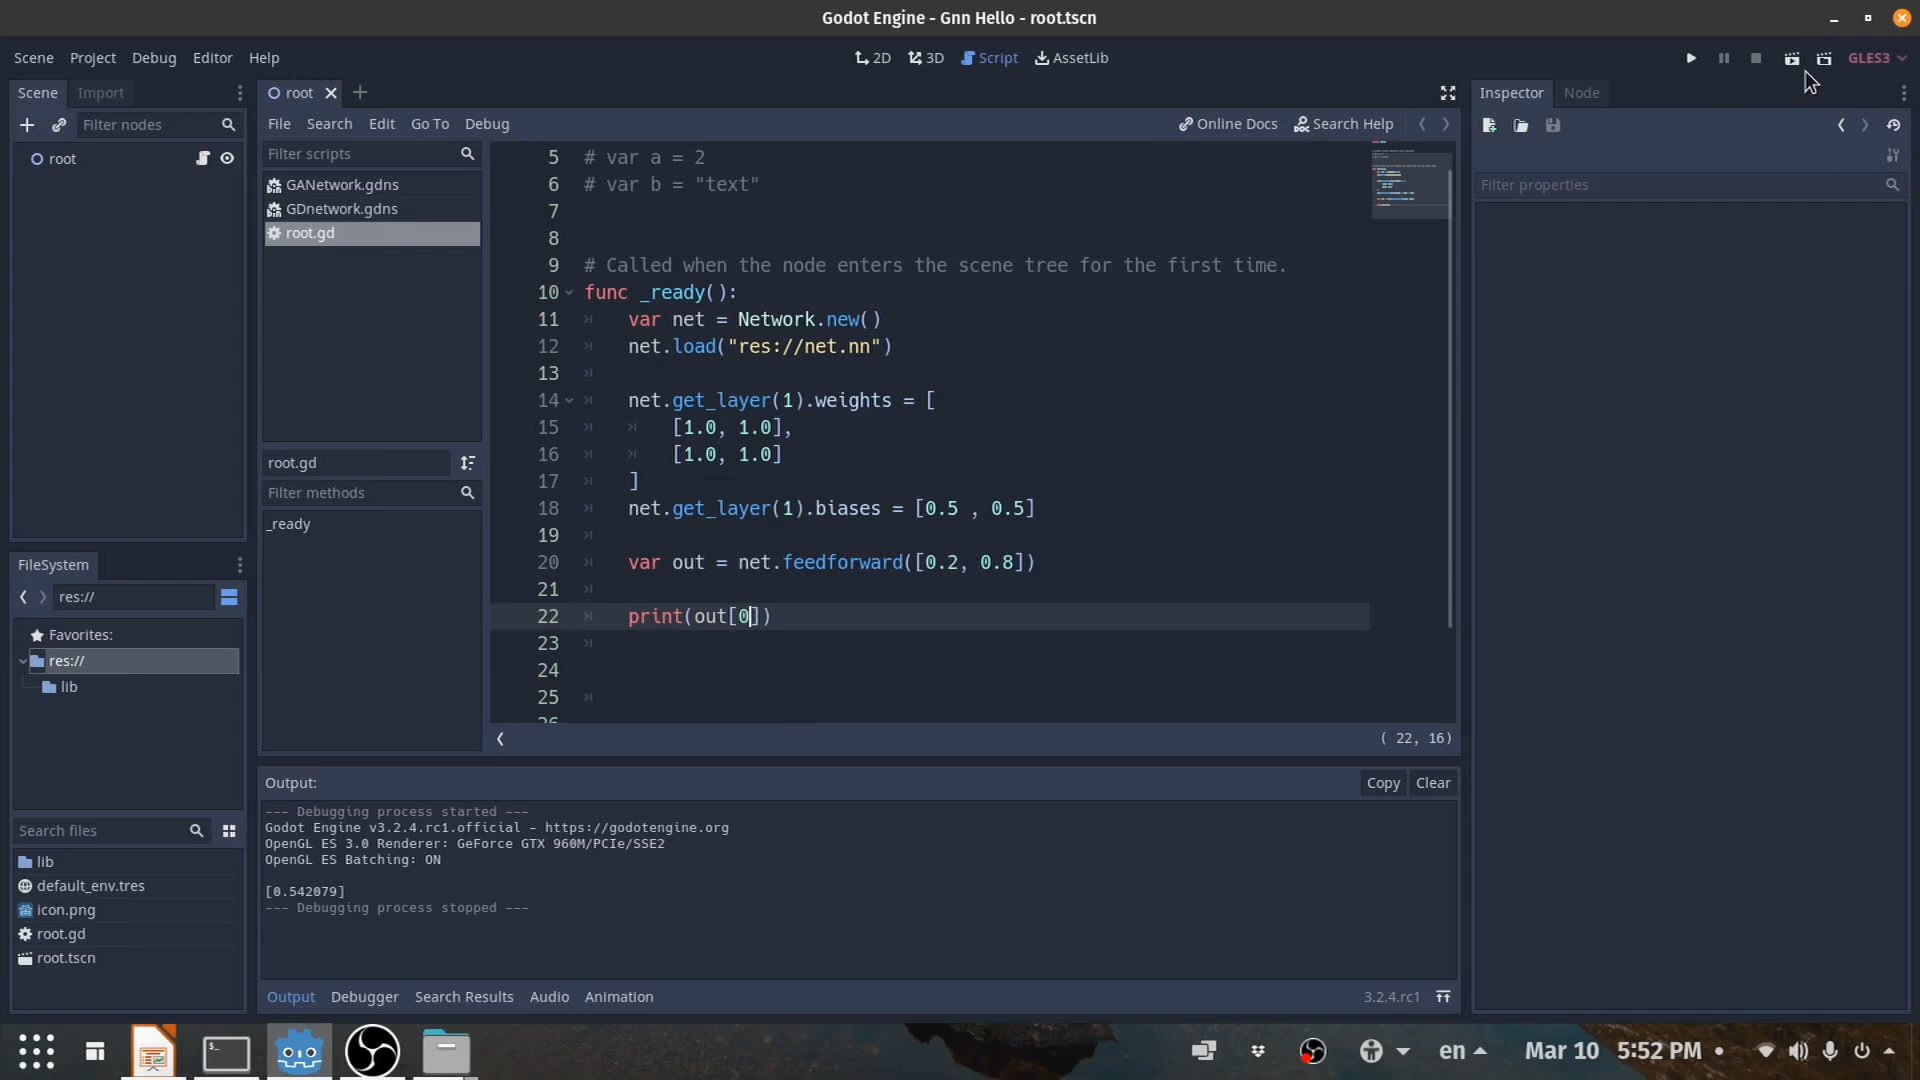 Godot Engine - Gnn Hello - root.tscn
Scene Project Debug Editor Help
2D 3D Script AssetLib
GLES3
Scene Import
Filter nodes
root
root
File Search Edit Go To Debug
Online Docs Search Help
Filter scripts
GANetwork.gdns
GDnetwork.gdns
root.gd
root.gd
Filter methods
_ready
5 # var a = 2
6 # var b = "text"
7
8
9 # Called when the node enters the scene tree for the first time.
10 func _ready():
11 var net = Network.new()
12 net.load("res://net.nn")
13
14 net.get_layer(1).weights = [
15 [1.0, 1.0],
16 [1.0, 1.0]
17 ]
18 net.get_layer(1).biases = [0.5 , 0.5]
19
20 var out = net.feedforward([0.2, 0.8])
21
22 print(out[0])
23
24
25
26
( 22, 16)
Inspector Node
Filter properties
FileSystem
res://
Favorites:
res://
lib
Search files
lib
default_env.tres
icon.png
root.gd
root.tscn
Output:
Copy Clear
--- Debugging process started ---
Godot Engine v3.2.4.rc1.official - https://godotengine.org
OpenGL ES 3.0 Renderer: GeForce GTX 960M/PCIe/SSE2
OpenGL ES Batching: ON
[0.542079]
--- Debugging process stopped ---
Output Debugger Search Results Audio Animation
3.2.4.rc1
en
Mar 10 5:52 PM